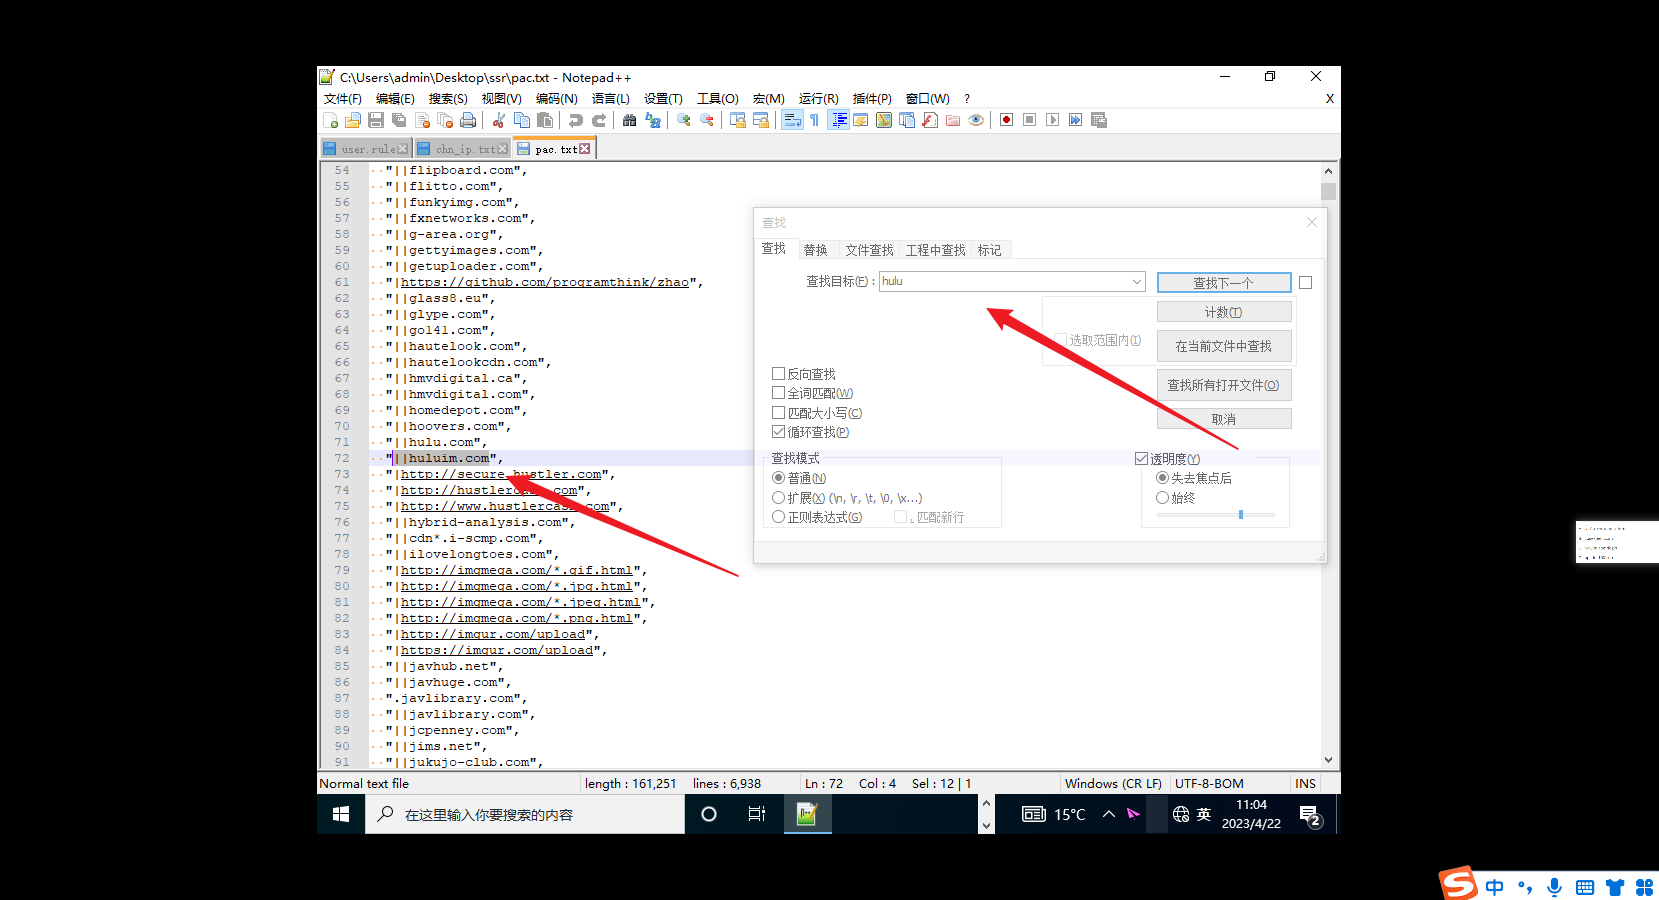 C:\Users\admin\Desktop\ssr\pac.txt - Notepad++
文件(F) 编辑(E) 搜索(S) 视图(V) 编码(N) 语言(L) 设置(T) 工具(O) 宏(M) 运行(R) 插件(P) 窗口(W) ? X
user.rule chn_ip.txt pac.txt
54 "||flipboard.com",
55 "||flitto.com",
56 "||funkyimg.com",
57 "||fxnetworks.com",
58 "||g-area.org",
59 "||gettyimages.com",
60 "||getuploader.com",
61 "|https://github.com/programthink/zhao",
62 "||glass8.eu",
63 "||glype.com",
64 "||go141.com",
65 "||hautelook.com",
66 "||hautelookcdn.com",
67 "||hmvdigital.ca",
68 "||hmvdigital.com",
69 "||homedepot.com",
70 "||hoovers.com",
71 "||hulu.com",
72 "||huluim.com",
73 "|http://secure.hustler.com",
74 "|http://hustlercash.com",
75 "|http://www.hustlercash.com",
76 "||hybrid-analysis.com",
77 "||cdn*.i-scmp.com",
78 "||ilovelongtoes.com",
79 "|http://imgmega.com/*.gif.html",
80 "|http://imgmega.com/*.jpg.html",
81 "|http://imgmega.com/*.jpeg.html",
82 "|http://imgmega.com/*.png.html",
83 "|http://imgur.com/upload",
84 "|https://imgur.com/upload",
85 "||javhub.net",
86 "||javhuge.com",
87 ".javlibrary.com",
88 "||javlibrary.com",
89 "||jcpenney.com",
90 "||jims.net",
91 "||jukujo-club.com",
查找
查找 替换 文件查找 工程中查找 标记
查找目标(F) : hulu
查找下一个
计数(T)
选取范围内(I)
在当前文件中查找
查找所有打开文件(O)
取消
反向查找
全词匹配(W)
匹配大小写(C)
循环查找(P)
查找模式
普通(N)
扩展(X) (\n, \r, \t, \0, \x...)
正则表达式(G) . 匹配新行
透明度(Y)
失去焦点后
始终
Normal text file length : 161,251 lines : 6,938 Ln : 72 Col : 4 Sel : 12 | 1 Windows (CR LF) UTF-8-BOM INS
在这里输入你要搜索的内容 15°C 英 11:04
2023/4/22 2
S 中